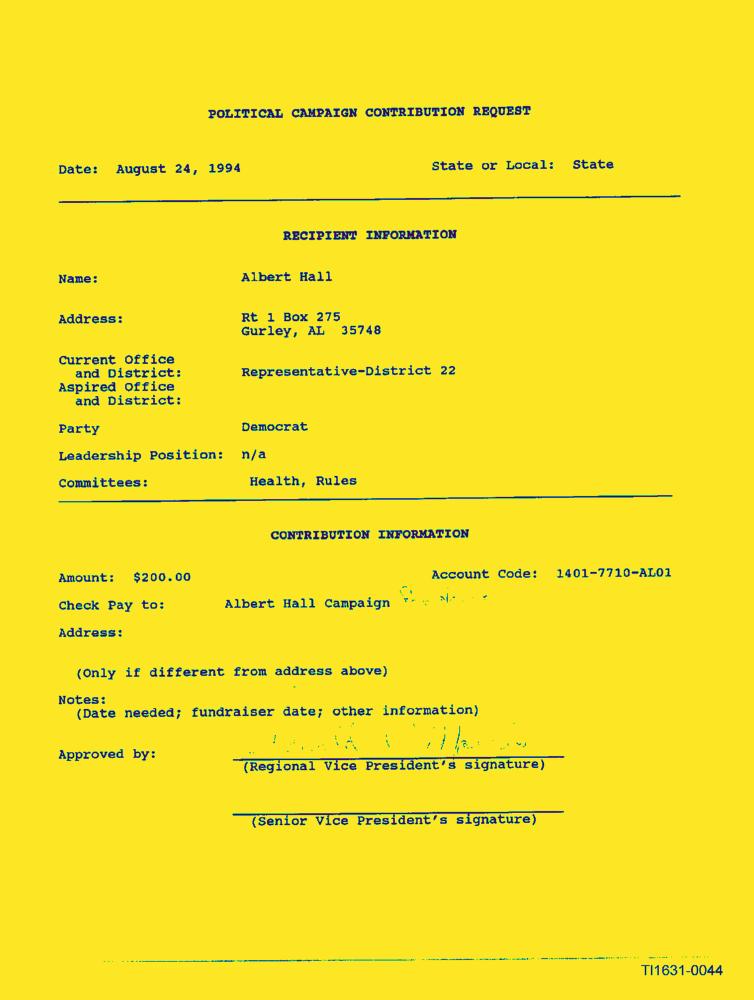 POLITICAL CAMPAIGN CONTRIBUTION REQUEST
Date: August 24, 1994 State or Local: State
RECIPIENT INFORMATION
Name: Albert Hall
Address: Rt 1 Box 275
Gurley, AL 35748
Current Office
and District: Representative-District 22
Aspired Office
and District:
Party Democrat
Leadership Position: n/a
Committees: Health, Rules
CONTRIBUTION INFORMATION
Amount: $200.00 Account Code: 1401-7710-AL01
Check Pay to: Albert Hall Campaign
Address:
(Only if different from address above)
Notes:
(Date needed; fundraiser date; other information)
Approved by:
(Regional Vice President's signature)
(Senior Vice President's signature)
TI1631-0044